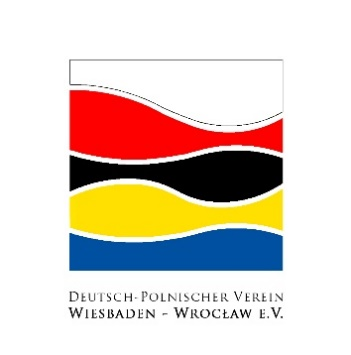 DEUTSCH-POLNISCHER VEREIN
WIESBADEN - WROCŁAW E.V.